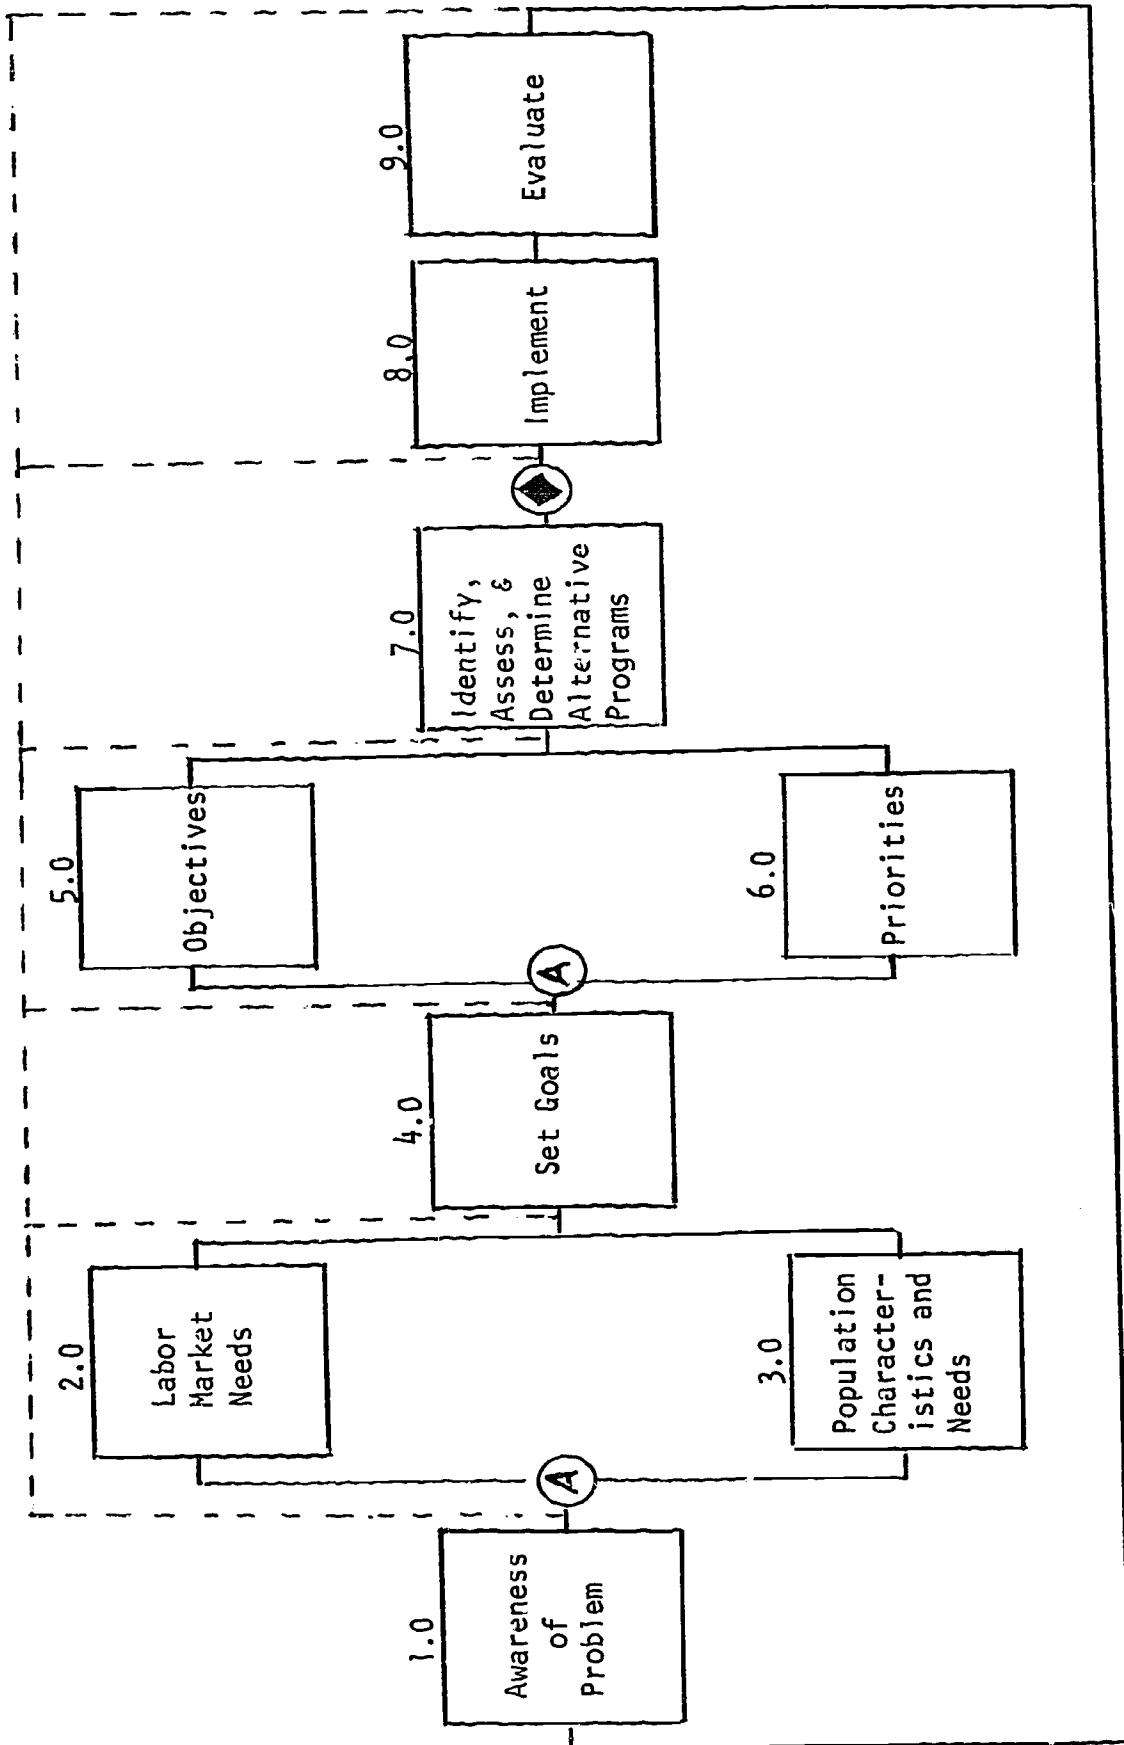 1.0
Awareness
of
Problem
A
2.0
Labor
Market
Needs
3.0
Population
Character-
istics and
Needs
4.0
Set Goals
A
5.0
Objectives
6.0
Priorities
7.0
Identify,
Assess, &
Determine
Alternative
Programs
8.0
Implement
9.0
Evaluate